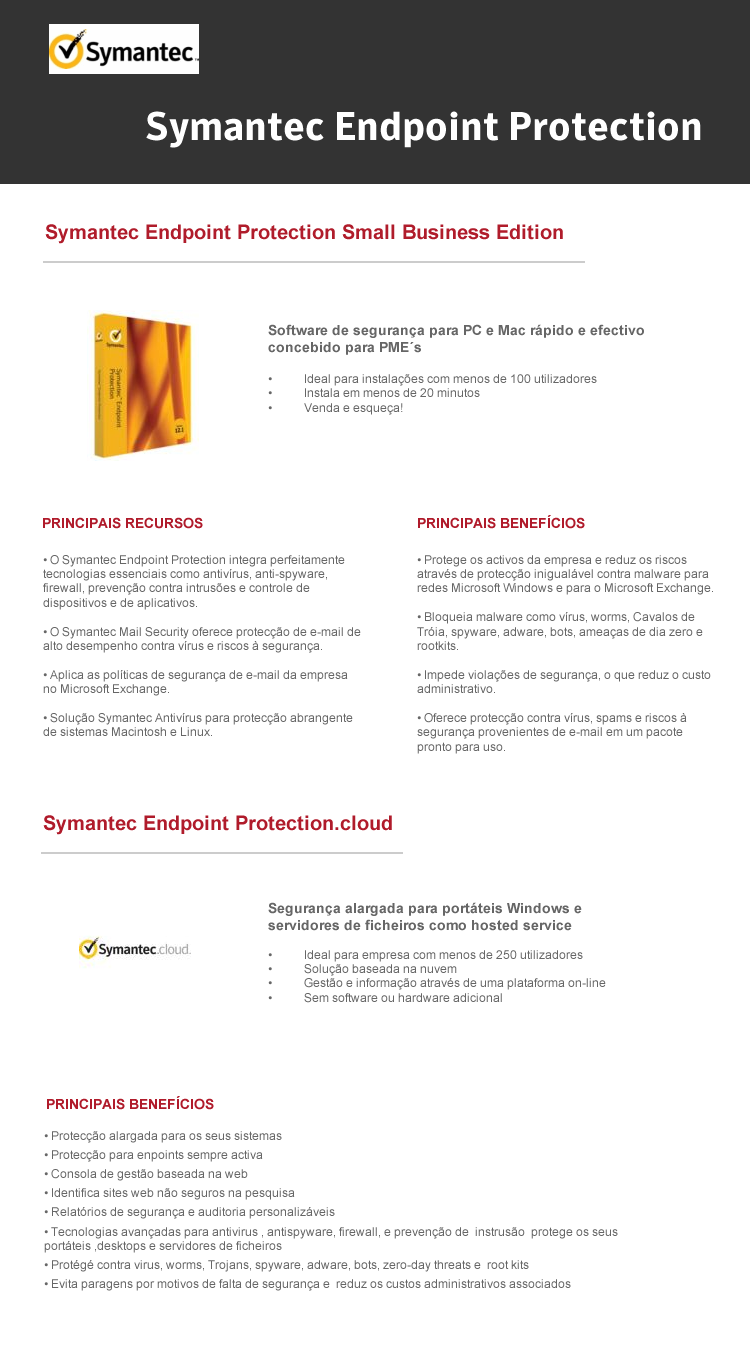 Symantec.
Symantec Endpoint Protection
Symantec Endpoint Protection Small Business Edition
Symantec
Symantec™ Endpoint
Protection
12.1
Software de segurança para PC e Mac rápido e efectivo
concebido para PME´s
• Ideal para instalações com menos de 100 utilizadores
• Instala em menos de 20 minutos
• Venda e esqueça!
PRINCIPAIS RECURSOS
• O Symantec Endpoint Protection integra perfeitamente
tecnologias essenciais como antivírus, anti-spyware,
firewall, prevenção contra intrusões e controle de
dispositivos e de aplicativos.
• O Symantec Mail Security oferece protecção de e-mail de
alto desempenho contra vírus e riscos à segurança.
• Aplica as políticas de segurança de e-mail da empresa
no Microsoft Exchange.
• Solução Symantec Antivírus para protecção abrangente
de sistemas Macintosh e Linux.
PRINCIPAIS BENEFÍCIOS
• Protege os activos da empresa e reduz os riscos
através de protecção inigualável contra malware para
redes Microsoft Windows e para o Microsoft Exchange.
• Bloqueia malware como vírus, worms, Cavalos de
Tróia, spyware, adware, bots, ameaças de dia zero e
rootkits.
• Impede violações de segurança, o que reduz o custo
administrativo.
• Oferece protecção contra vírus, spams e riscos à
segurança provenientes de e-mail em um pacote
pronto para uso.
Symantec Endpoint Protection.cloud
Symantec.cloud.
Segurança alargada para portáteis Windows e
servidores de ficheiros como hosted service
• Ideal para empresa com menos de 250 utilizadores
• Solução baseada na nuvem
• Gestão e informação através de uma plataforma on-line
• Sem software ou hardware adicional
PRINCIPAIS BENEFÍCIOS
• Protecção alargada para os seus sistemas
• Protecção para enpoints sempre activa
• Consola de gestão baseada na web
• Identifica sites web não seguros na pesquisa
• Relatórios de segurança e auditoria personalizáveis
• Tecnologias avançadas para antivirus , antispyware, firewall, e prevenção de  instrusão  protege os seus
portáteis ,desktops e servidores de ficheiros
• Protégé contra virus, worms, Trojans, spyware, adware, bots, zero-day threats e  root kits
• Evita paragens por motivos de falta de segurança e  reduz os custos administrativos associados